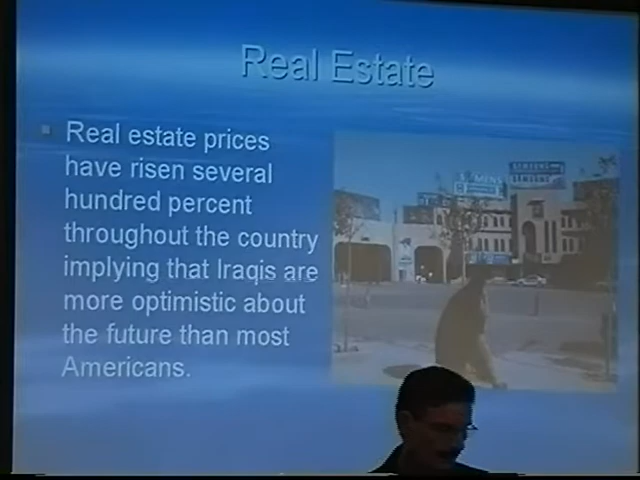 Real Estate
Real estate prices
have risen several
hundred percent
throughout the country
implying that Iraqis are
more optimistic about
the future than most
Americans.
SIEMENS